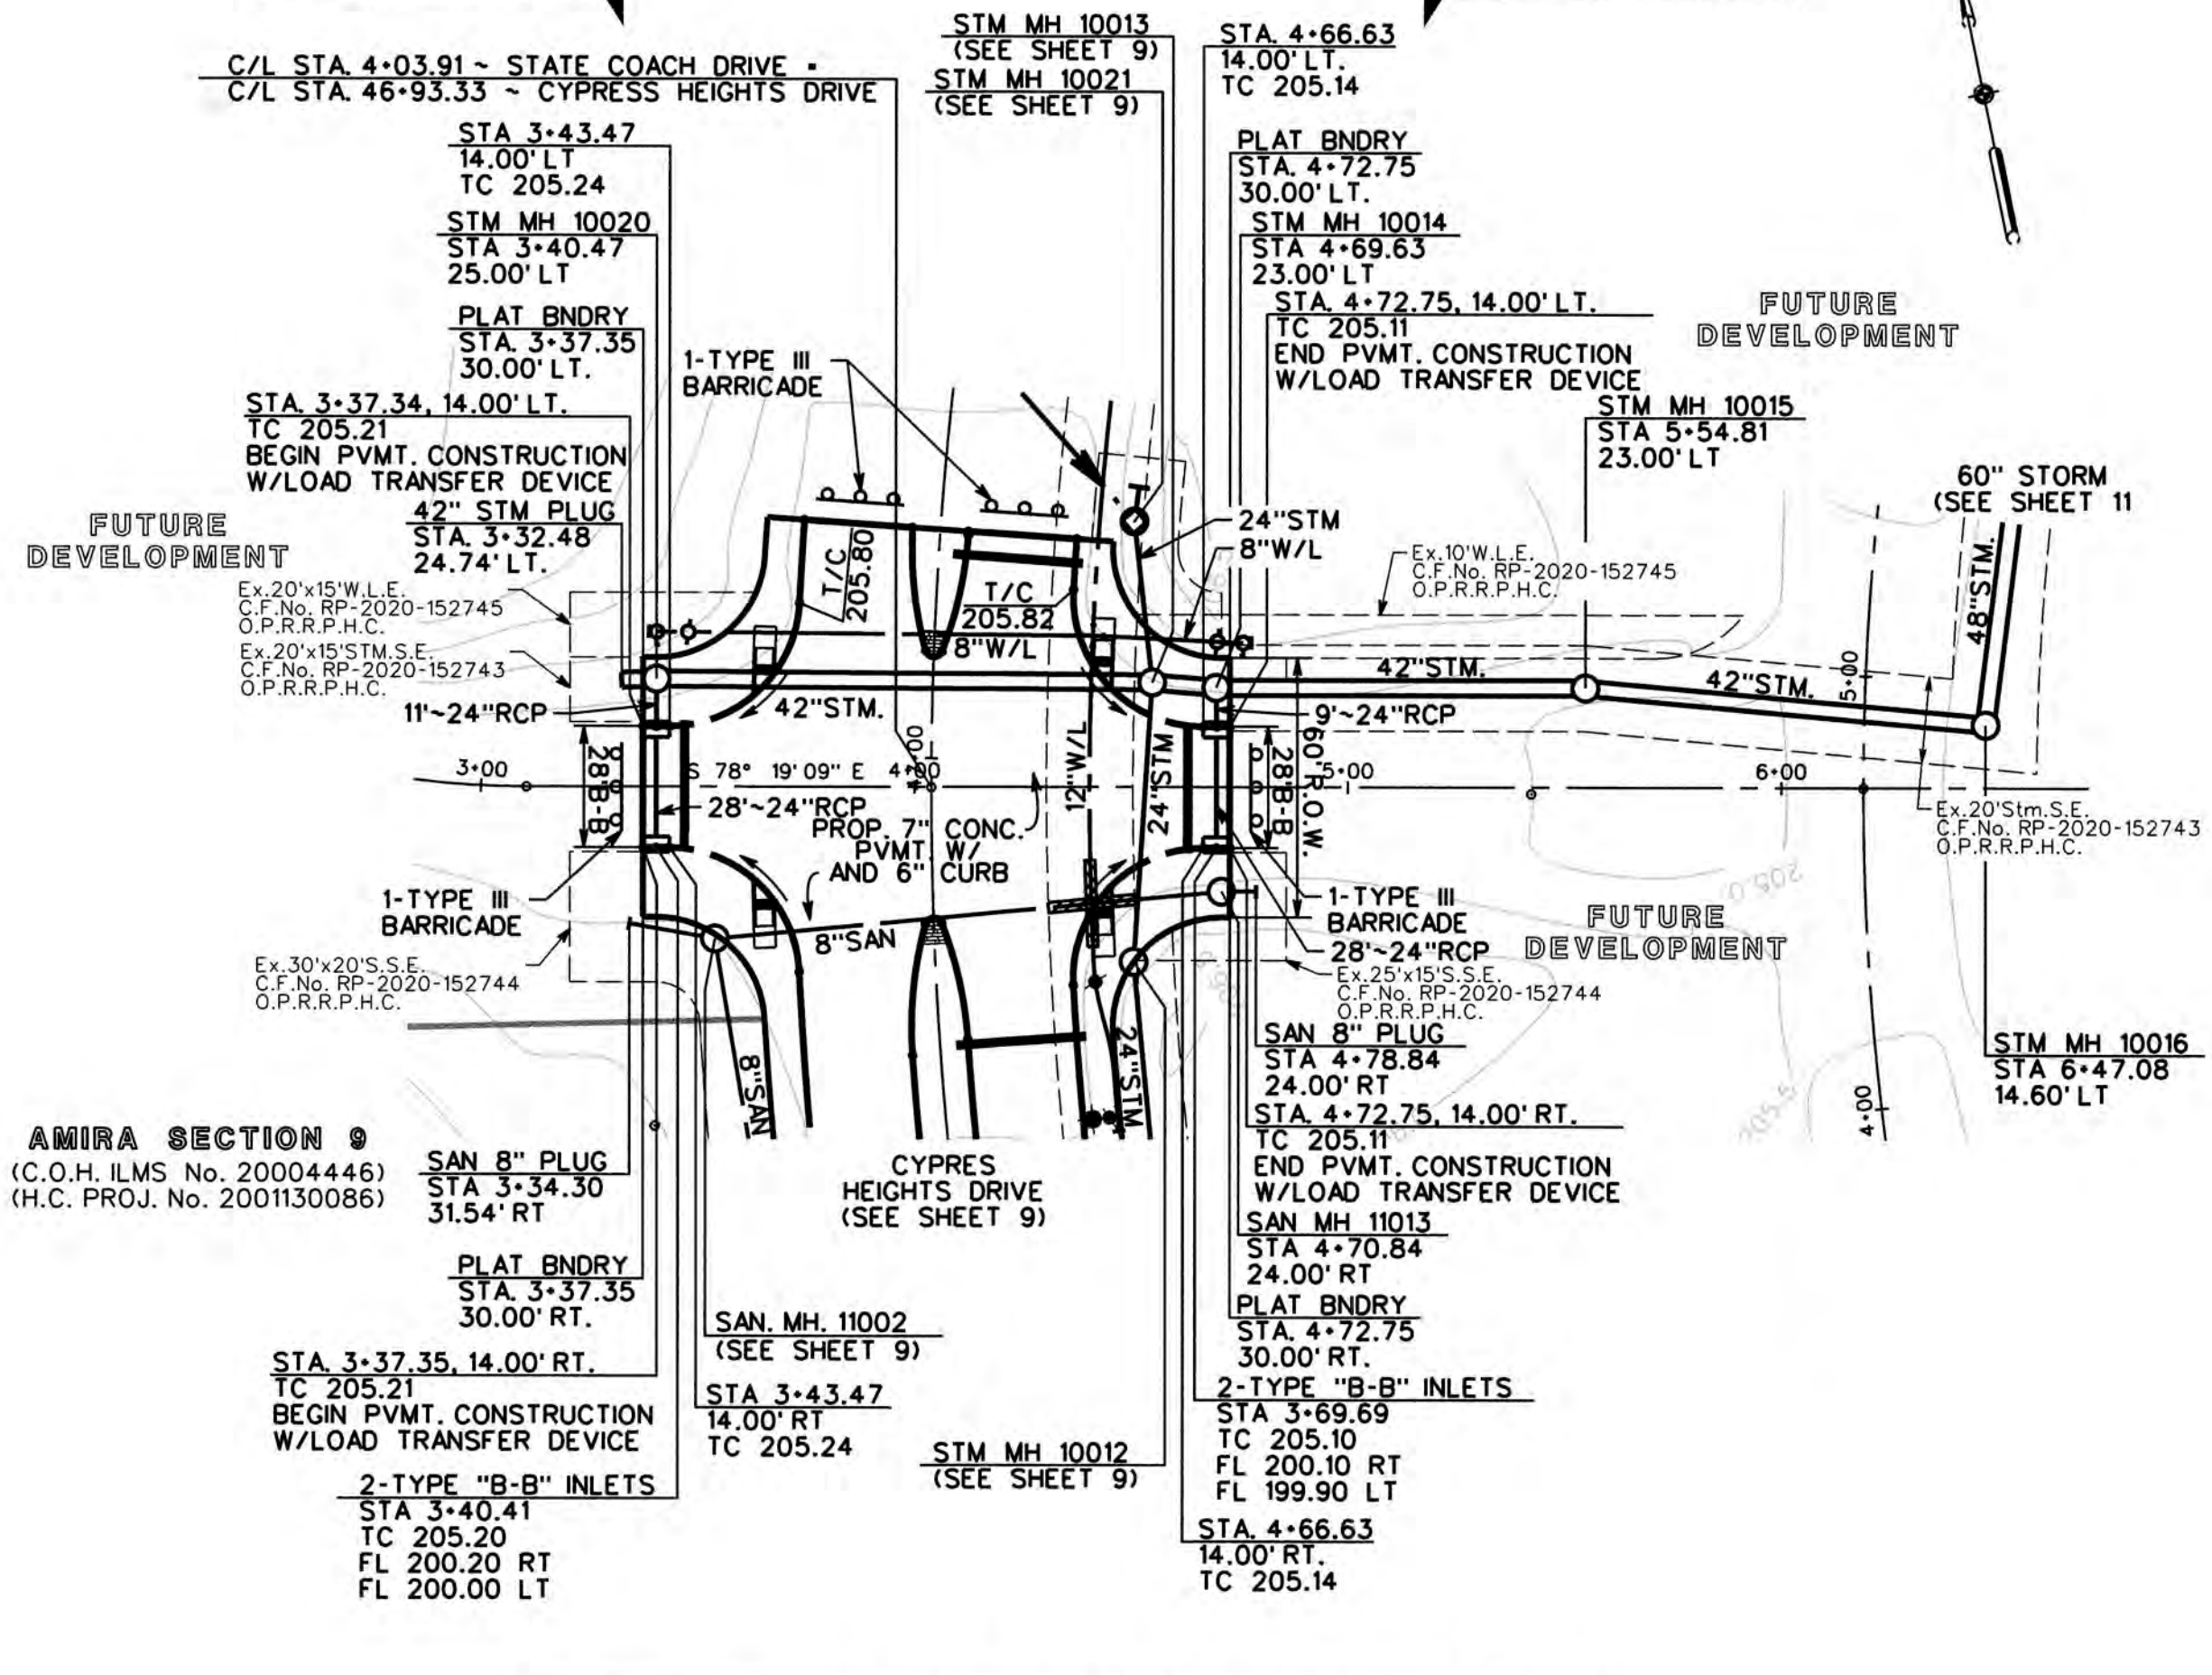 C/L STA. 4+03.91 ~ STATE COACH DRIVE =
C/L STA. 46+93.33 ~ CYPRESS HEIGHTS DRIVE
STA 3+43.47
14.00' LT
TC 205.24
STM MH 10020
STA 3+40.47
25.00' LT
PLAT BNDRY
STA. 3+37.35
30.00' LT.
STA. 3+37.34, 14.00' LT.
TC 205.21
BEGIN PVMT. CONSTRUCTION
W/LOAD TRANSFER DEVICE
42" STM PLUG
STA. 3+32.48
24.74' LT.
FUTURE
DEVELOPMENT
Ex.20'x15'W.L.E.
C.F.No. RP-2020-152745
O.P.R.R.P.H.C.
Ex.20'x15'STM.S.E.
C.F.No. RP-2020-152743
O.P.R.R.P.H.C.
11'~24"RCP
1-TYPE III
BARRICADE
STM MH 10013
(SEE SHEET 9)
STM MH 10021
(SEE SHEET 9)
STA. 4+66.63
14.00' LT.
TC 205.14
PLAT BNDRY
STA. 4+72.75
30.00' LT.
STM MH 10014
STA 4+69.63
23.00' LT
STA. 4+72.75, 14.00' LT.
TC 205.11
END PVMT. CONSTRUCTION
W/LOAD TRANSFER DEVICE
FUTURE
DEVELOPMENT
STM MH 10015
STA 5+54.81
23.00' LT
60" STORM
(SEE SHEET 11
48"STM.
24"STM
8"W/L
Ex.10'W.L.E.
C.F.No. RP-2020-152745
O.P.R.R.P.H.C.
T/C
205.80
T/C
205.82
8"W/L
42"STM.
42"STM.
42"STM.
5+00
9'~24"RCP
28'B-B
3+00
S 78° 19' 09" E
4+00
47+00
12"W/L
24"STM
28'B-B
60' R.O.W.
5+00
6+00
28'~24"RCP
PROP. 7" CONC.
PVMT. W/
AND 6" CURB
Ex.20'Stm.S.E.
C.F.No. RP-2020-152743
O.P.R.R.P.H.C.
205.0
1-TYPE III
BARRICADE
8"SAN
1-TYPE III
BARRICADE
28'~24"RCP
FUTURE
DEVELOPMENT
Ex.30'x20'S.S.E.
C.F.No. RP-2020-152744
O.P.R.R.P.H.C.
Ex.25'x15'S.S.E.
C.F.No. RP-2020-152744
O.P.R.R.P.H.C.
8"SAN
24"STM
SAN 8" PLUG
STA 4+78.84
24.00' RT
STA. 4+72.75, 14.00' RT.
TC 205.11
END PVMT. CONSTRUCTION
W/LOAD TRANSFER DEVICE
SAN MH 11013
STA 4+70.84
24.00' RT
PLAT BNDRY
STA. 4+72.75
30.00' RT.
2-TYPE "B-B" INLETS
STA 3+69.69
TC 205.10
FL 200.10 RT
FL 199.90 LT
STA. 4+66.63
14.00' RT.
TC 205.14
205.5
4+00
STM MH 10016
STA 6+47.08
14.60' LT
AMIRA SECTION 9
(C.O.H. ILMS No. 20004446)
(H.C. PROJ. No. 2001130086)
SAN 8" PLUG
STA 3+34.30
31.54' RT
PLAT BNDRY
STA. 3+37.35
30.00' RT.
STA. 3+37.35, 14.00' RT.
TC 205.21
BEGIN PVMT. CONSTRUCTION
W/LOAD TRANSFER DEVICE
2-TYPE "B-B" INLETS
STA 3+40.41
TC 205.20
FL 200.20 RT
FL 200.00 LT
CYPRES
HEIGHTS DRIVE
(SEE SHEET 9)
SAN. MH. 11002
(SEE SHEET 9)
STA 3+43.47
14.00' RT
TC 205.24
STM MH 10012
(SEE SHEET 9)